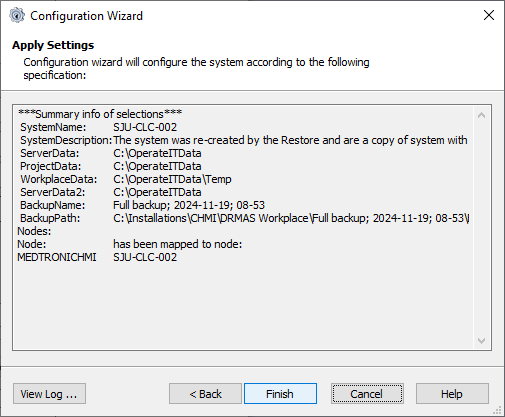 Configuration Wizard
Apply Settings
Configuration wizard will configure the system according to the following
specification:
***Summary info of selections***
SystemName: SJU-CLC-002
SystemDescription:The system was re-created by the Restore and are a copy of system with
ServerData: C:\OperateITData
ProjectData: C:\OperateITData
WorkplaceData: C:\OperateITData\Temp
ServerData2: C:\OperateITData
BackupName: Full backup; 2024-11-19; 08-53
BackupPath: C:\Installations\CHMI\DRMAS Workplace\Full backup; 2024-11-19; 08-53\
Nodes:
Node: has been mapped to node:
MEDTRONICHMI SJU-CLC-002
View Log ...
< Back
Finish
Cancel
Help